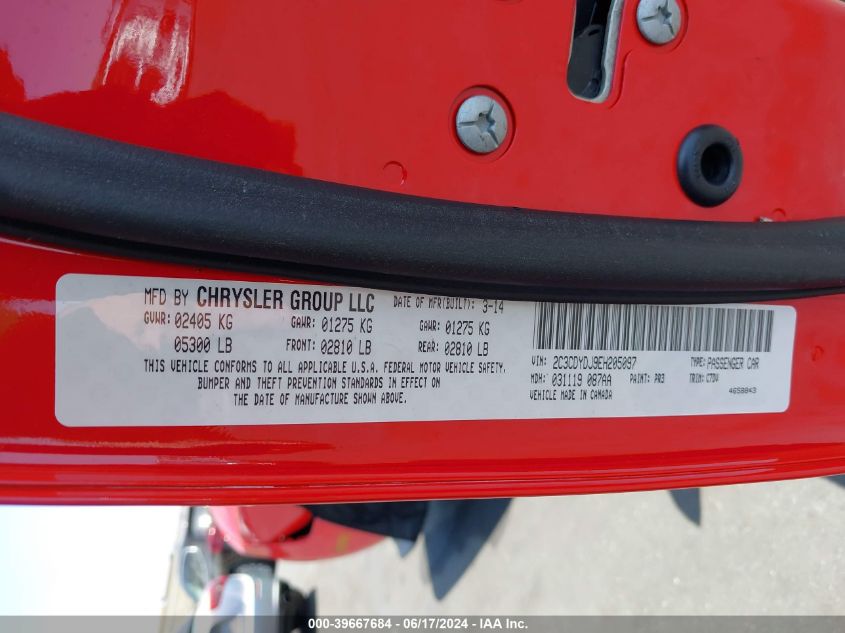 MFD BY CHRYSLER GROUP LLC DATE OF MFR(BUILT): 3-14
GVWR: 02405 KG GAWR: 01275 KG GAWR: 01275 KG
05300 LB FRONT: 02810 LB REAR: 02810 LB
THIS VEHICLE CONFORMS TO ALL APPLICABLE U.S.A. FEDERAL MOTOR VEHICLE SAFETY,
BUMPER AND THEFT PREVENTION STANDARDS IN EFFECT ON
THE DATE OF MANUFACTURE SHOWN ABOVE.
VIN: 2C3CDYDJ9EH205097 TYPE: PASSENGER CAR
MDH: 031119 087AA PAINT: PR3 TRIM: C7DV
VEHICLE MADE IN CANADA 4658843
000-39667684 - 06/17/2024 - IAA Inc.